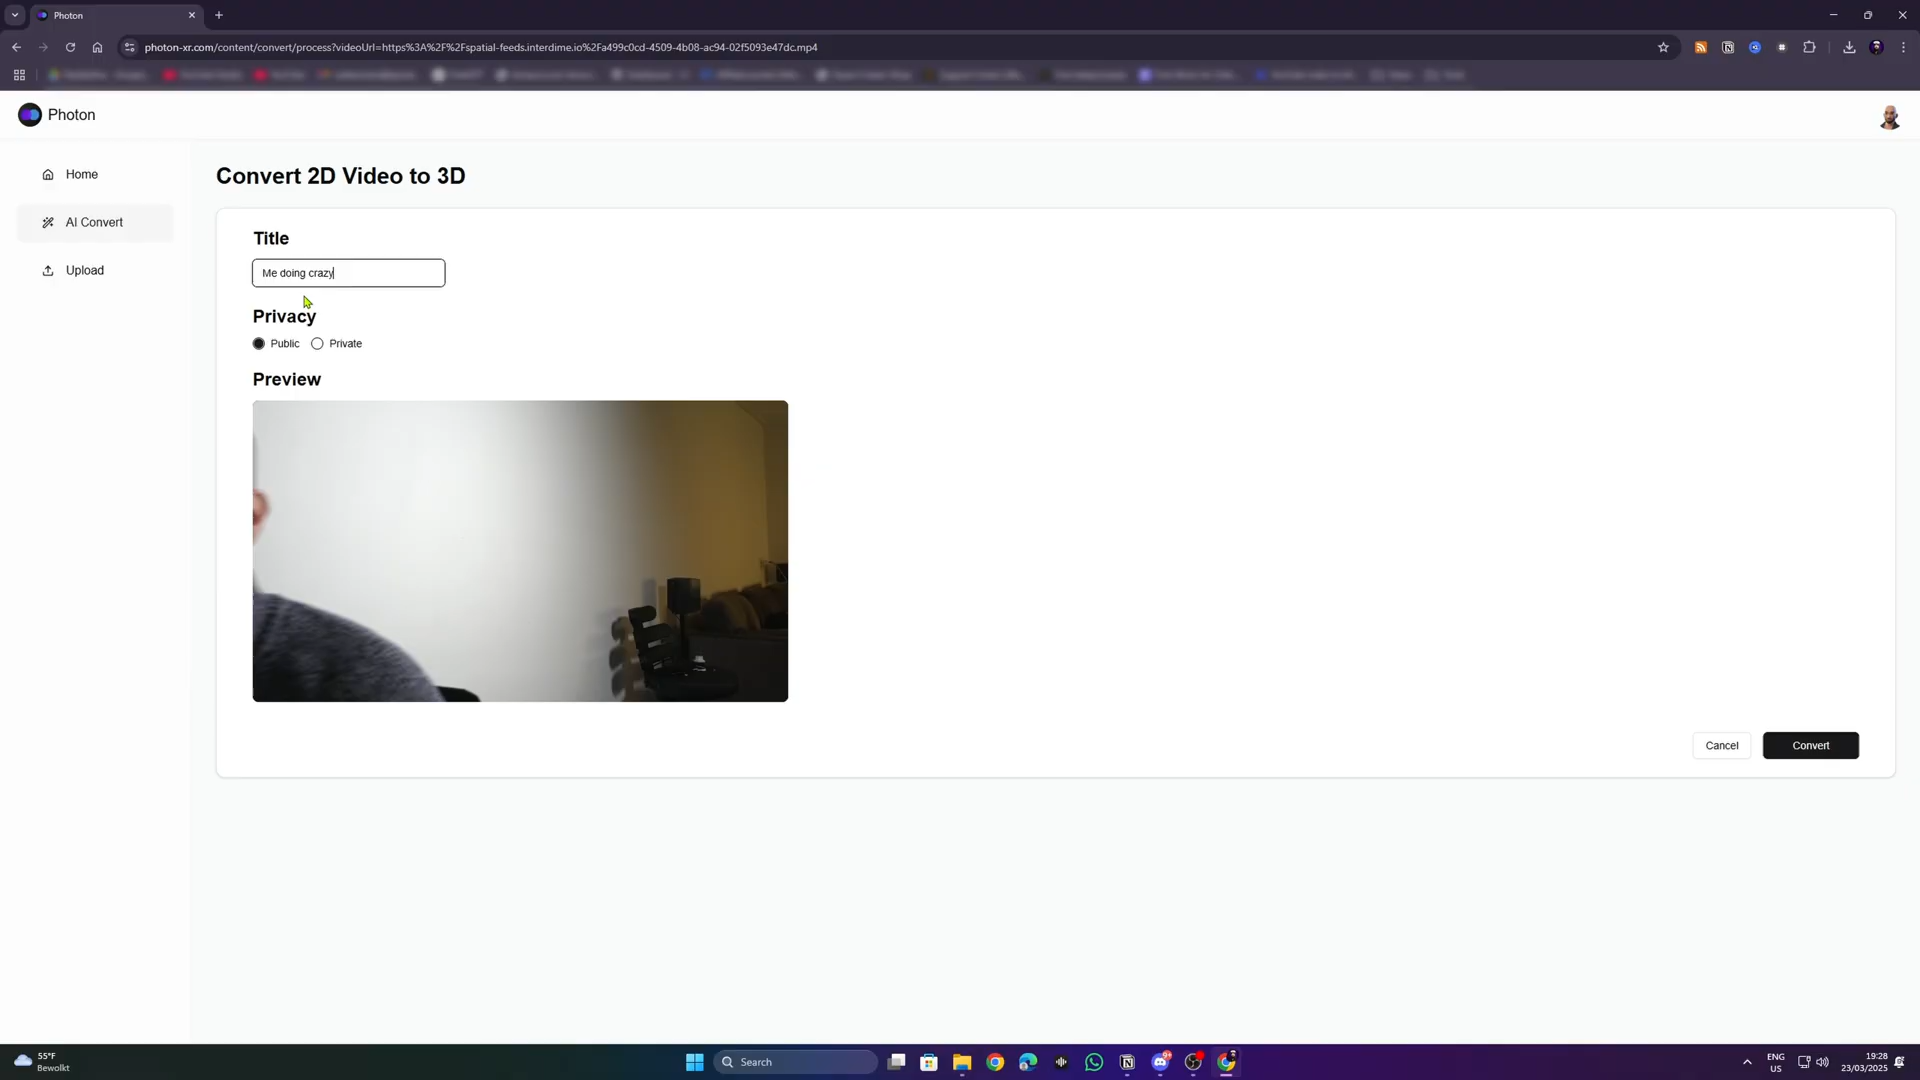 Photon
photon-xr.com/content/convert/process?videoUrl=https%3A%2F%2Fspatial-feeds.interdime.io%2Fa499c0cd-4509-4b08-ac94-02f5093e47dc.mp4
Photon
Home
AI Convert
Upload
Convert 2D Video to 3D
Title
Me doing crazy
Privacy
Public
Private
Preview
Cancel
Convert
55°F
Bewolkt
Search
ENG
US
19:28
23/03/2025